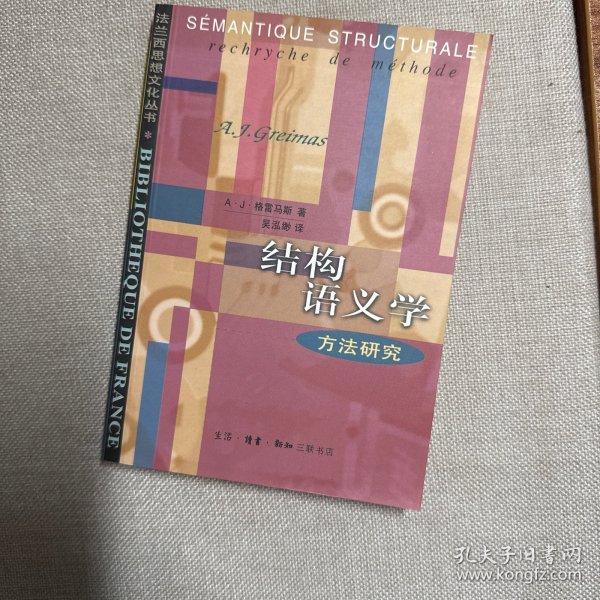 SÉMANTIQUE STRUCTURALE
rechryche de méthode
A.J.Greimas
A·J·格雷马斯 著
吴泓缈 译
结构
语义学
方法研究
生活·讀書·新知三联书店
法兰西思想文化丛书 * BIBLIOTHEQUE DE FRANCE
孔夫子旧书网
www.kongfz.com